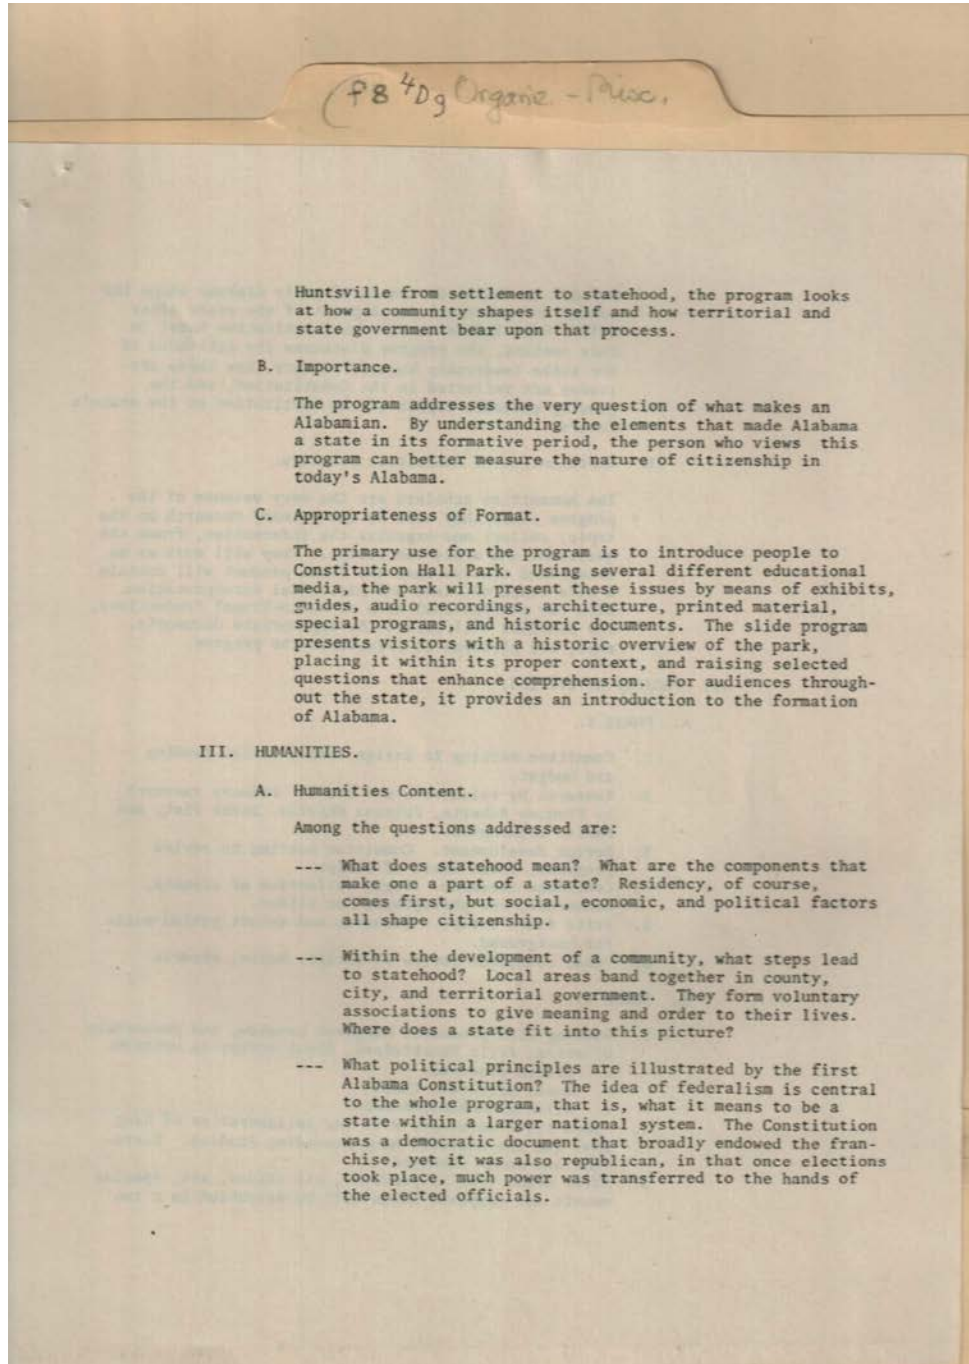 (f8 4Dg Organiz - Misc.
Huntsville from settlement to statehood, the program looks
at how a community shapes itself and how territorial and
state government bear upon that process.
B. Importance.
The program addresses the very question of what makes an
Alabamian. By understanding the elements that made Alabama
a state in its formative period, the person who views this
program can better measure the nature of citizenship in
today's Alabama.
C. Appropriateness of Format.
The primary use for the program is to introduce people to
Constitution Hall Park. Using several different educational
media, the park will present these issues by means of exhibits,
guides, audio recordings, architecture, printed material,
special programs, and historic documents. The slide program
presents visitors with a historic overview of the park,
placing it within its proper context, and raising selected
questions that enhance comprehension. For audiences through-
out the state, it provides an introduction to the formation
of Alabama.
III. HUMANITIES.
A. Humanities Content.
Among the questions addressed are:
--- What does statehood mean? What are the components that
make one a part of a state? Residency, of course,
comes first, but social, economic, and political factors
all shape citizenship.
--- Within the development of a community, what steps lead
to statehood? Local areas band together in county,
city, and territorial government. They form voluntary
associations to give meaning and order to their lives.
Where does a state fit into this picture?
--- What political principles are illustrated by the first
Alabama Constitution? The idea of federalism is central
to the whole program, that is, what it means to be a
state within a larger national system. The Constitution
was a democratic document that broadly endowed the fran-
chise, yet it was also republican, in that once elections
took place, much power was transferred to the hands of
the elected officials.